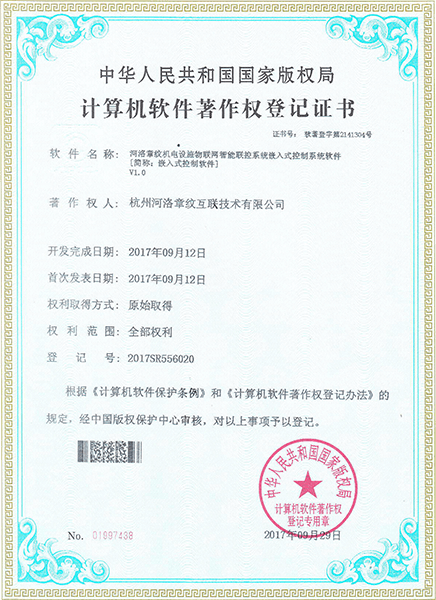 中华人民共和国国家版权局
计算机软件著作权登记证书
证书号: 软著登字第2141304号
软件名称: 河洛章纹机电设施物联网智能联控系统嵌入式控制系统软件
[简称:嵌入式控制软件]
V1.0
著作权人: 杭州河洛章纹互联技术有限公司
开发完成日期: 2017年09月12日
首次发表日期: 2017年09月12日
权利取得方式: 原始取得
权利范围: 全部权利
登记号: 2017SR556020
根据《计算机软件保护条例》和《计算机软件著作权登记办法》的
规定,经中国版权保护中心审核,对以上事项予以登记。
中华人民共和国国家版权局
计算机软件著作权
登记专用章
No. 01997438
2017年09月29日